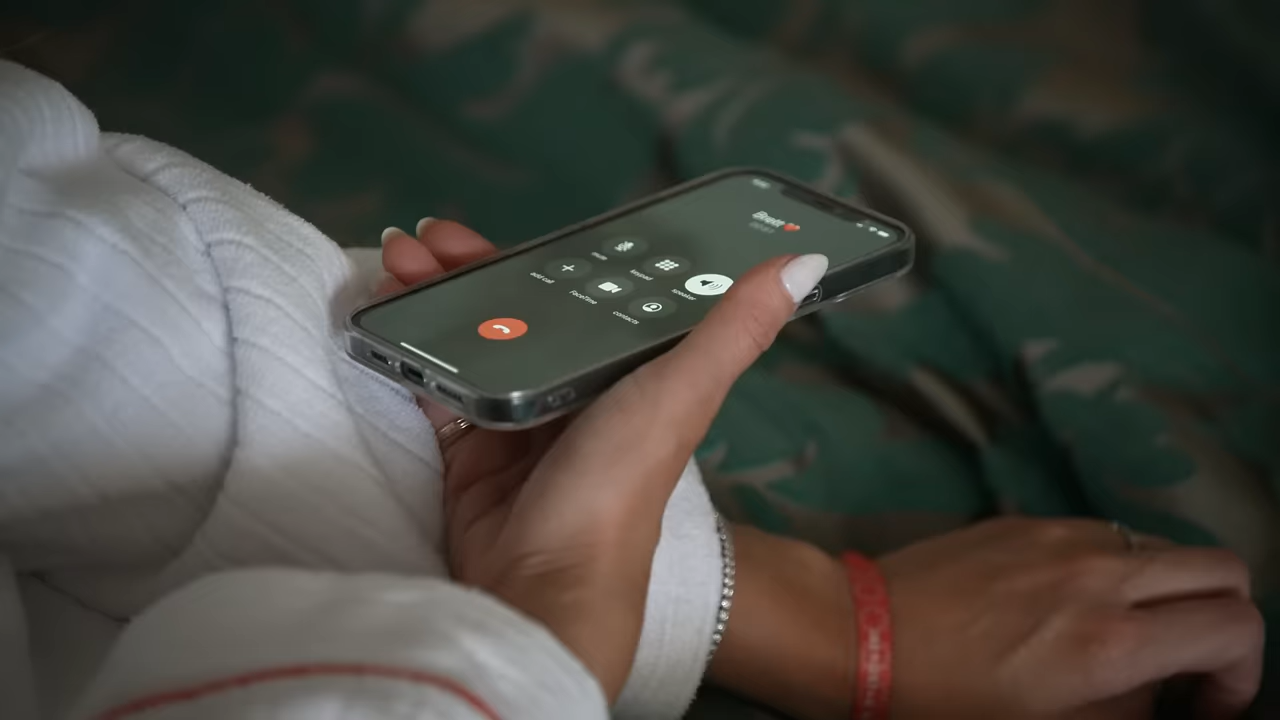 Brett ❤️
mute
keypad
speaker
add call
FaceTime
contacts